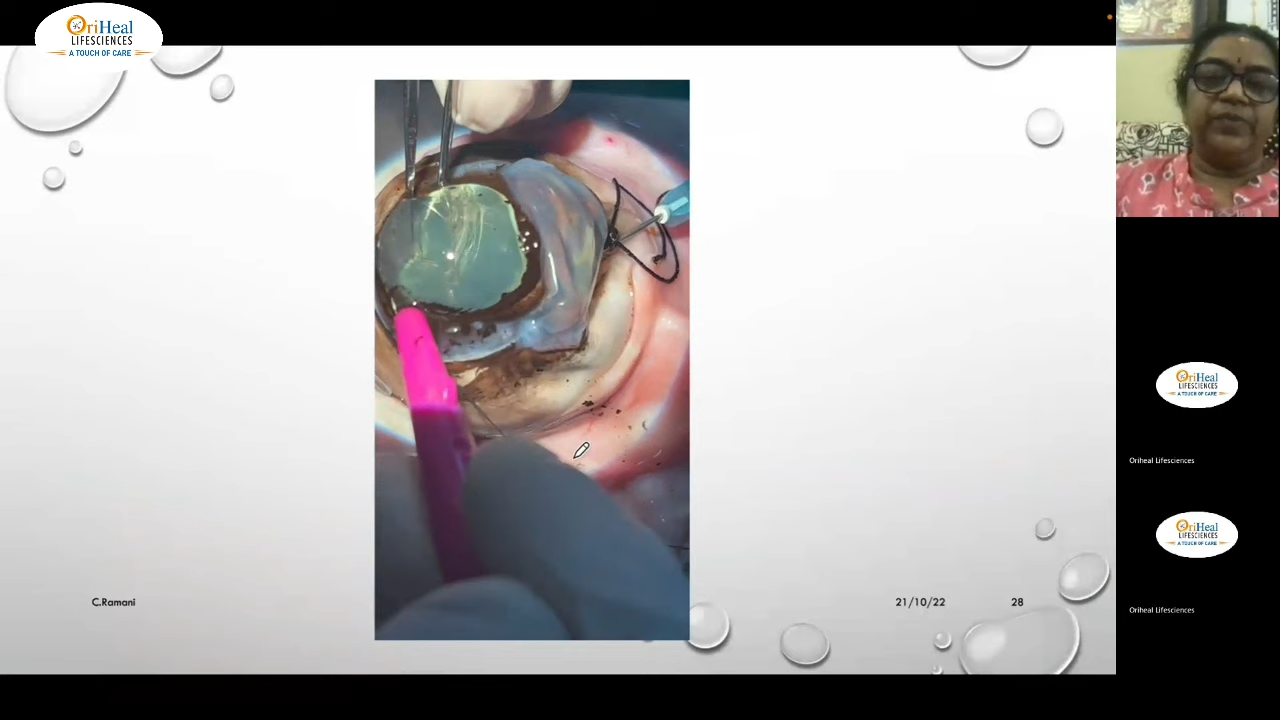 OriHeal
LIFESCIENCES
A TOUCH OF CARE
C.Ramani
21/10/22
28
OriHeal
LIFESCIENCES
A TOUCH OF CARE
Oriheal Lifesciences
OriHeal
LIFESCIENCES
A TOUCH OF CARE
Oriheal Lifesciences